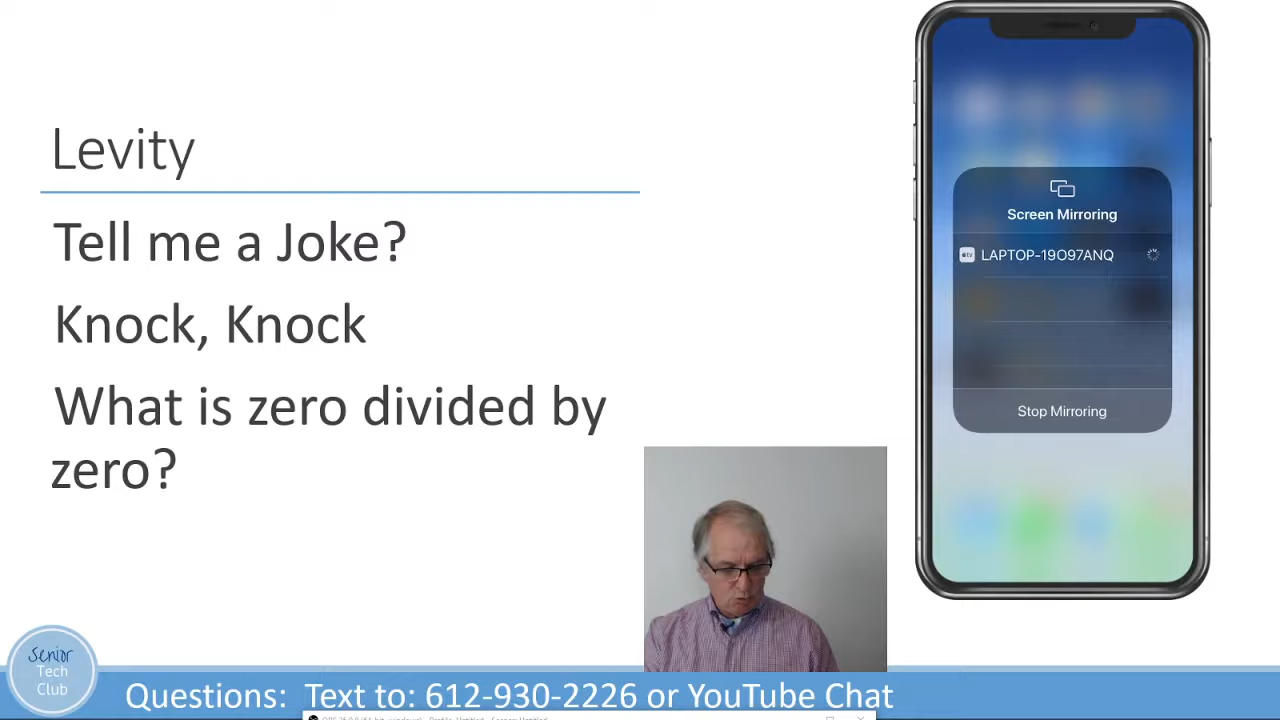 Levity
Tell me a Joke?
Knock, Knock
What is zero divided by
zero?
Screen Mirroring
tv
LAPTOP-19O97ANQ
Stop Mirroring
Senior
Tech
Club
Questions: Text to: 612-930-2226 or YouTube Chat